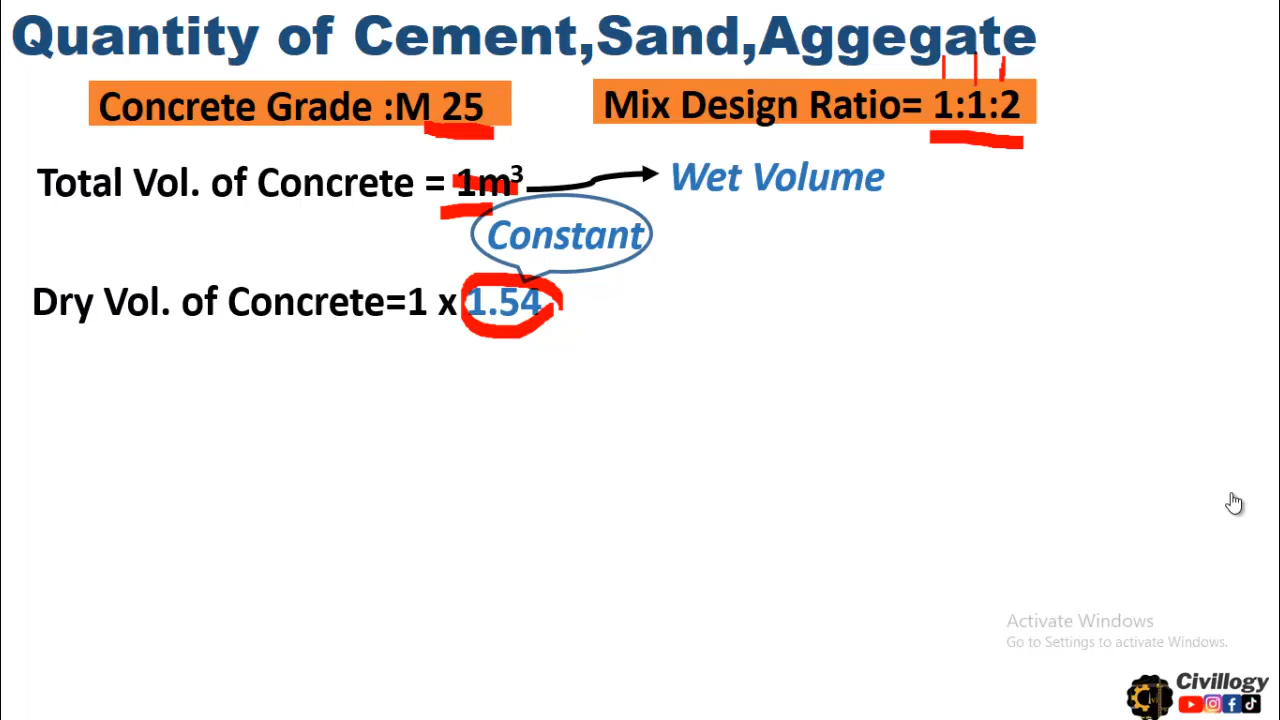 Quantity of Cement,Sand,Aggegate
Concrete Grade :M 25
Mix Design Ratio= 1:1:2
Total Vol. of Concrete = 1m³
Wet Volume
Constant
Dry Vol. of Concrete=1 x 1.54
Activate Windows
Go to Settings to activate Windows.
Civillogy